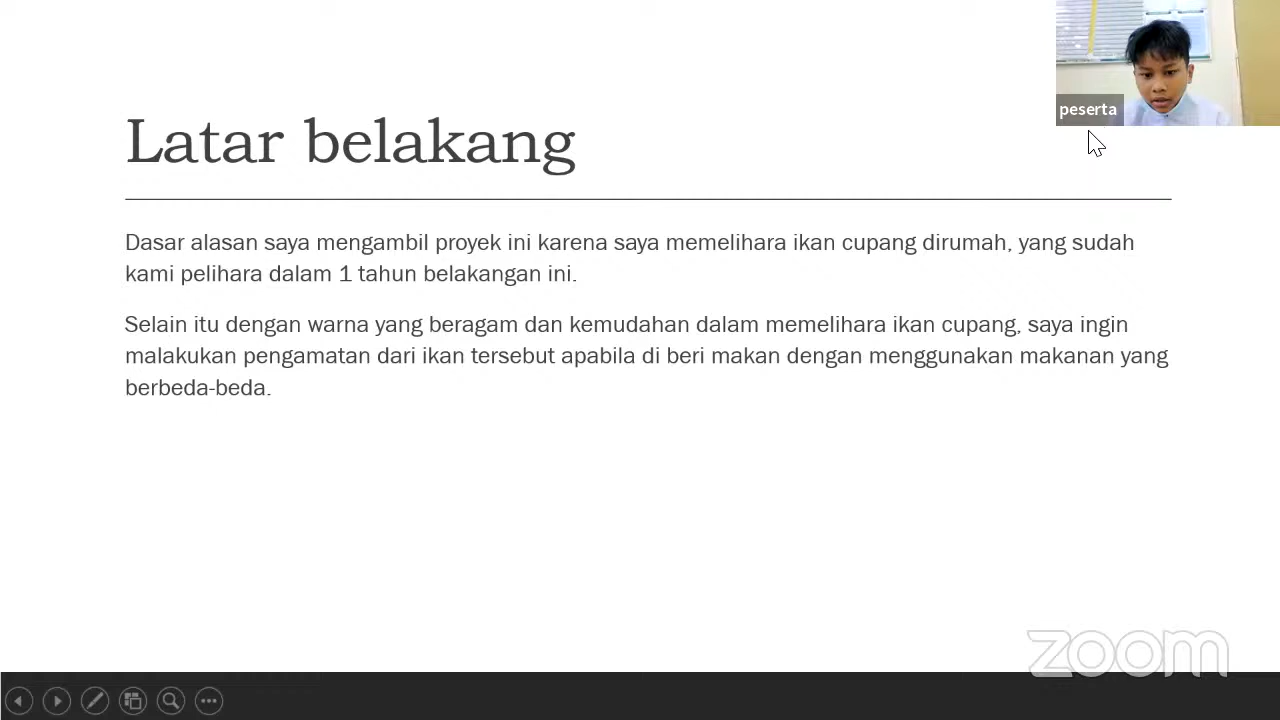 peserta
Latar belakang
Dasar alasan saya mengambil proyek ini karena saya memelihara ikan cupang dirumah, yang sudah
kami pelihara dalam 1 tahun belakangan ini.
Selain itu dengan warna yang beragam dan kemudahan dalam memelihara ikan cupang, saya ingin
malakukan pengamatan dari ikan tersebut apabila di beri makan dengan menggunakan makanan yang
berbeda-beda.
zoom